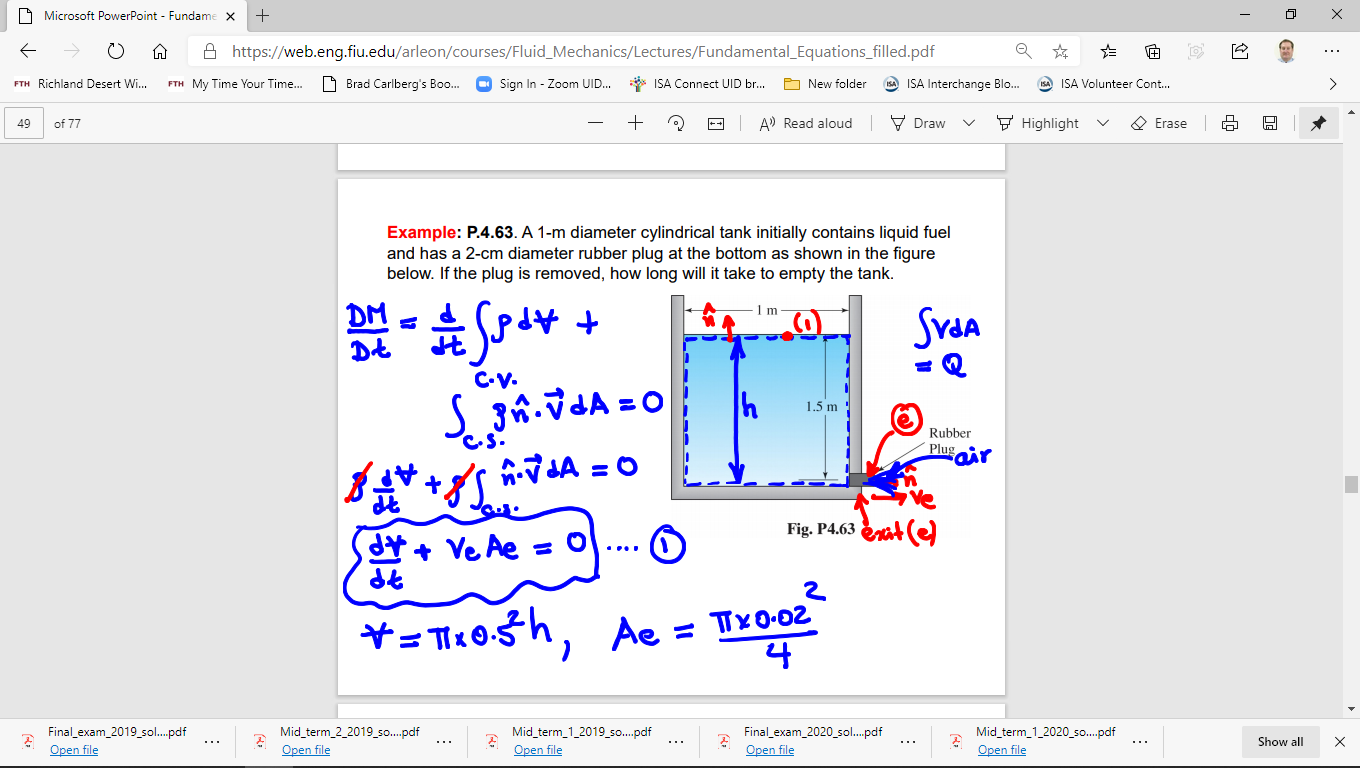 Microsoft PowerPoint - Fundame
https://web.eng.fiu.edu/arleon/courses/Fluid_Mechanics/Lectures/Fundamental_Equations_filled.pdf
FTH Richland Desert Wi...
FTH My Time Your Time...
Brad Carlberg's Boo...
Sign In - Zoom UID...
ISA Connect UID br...
New folder
ISA Interchange Blo...
ISA Volunteer Cont...
49 of 77
Read aloud
Draw
Highlight
Erase
Example: P.4.63. A 1-m diameter cylindrical tank initially contains liquid fuel
and has a 2-cm diameter rubber plug at the bottom as shown in the figure
below. If the plug is removed, how long will it take to empty the tank.
DM/Dt = d/dt ∫c.v. ρ dV̶ +
∫c.s. ρ n̂·V⃗ dA = 0
ρ dV̶/dt + ρ ∫c.s. n̂·V⃗ dA = 0
dV̶/dt + Ve Ae = 0 .... ①
V̶ = π×0.5²h, Ae = π×0.02²/4
n̂
1 m
(1)
h
1.5 m
∫VdA
= Q
e
Rubber
Plug
air
n̂
Ve
Fig. P4.63
exit (e)
Final_exam_2019_sol....pdf
Open file
Mid_term_2_2019_so....pdf
Open file
Mid_term_1_2019_so....pdf
Open file
Final_exam_2020_sol....pdf
Open file
Mid_term_1_2020_so....pdf
Open file
Show all